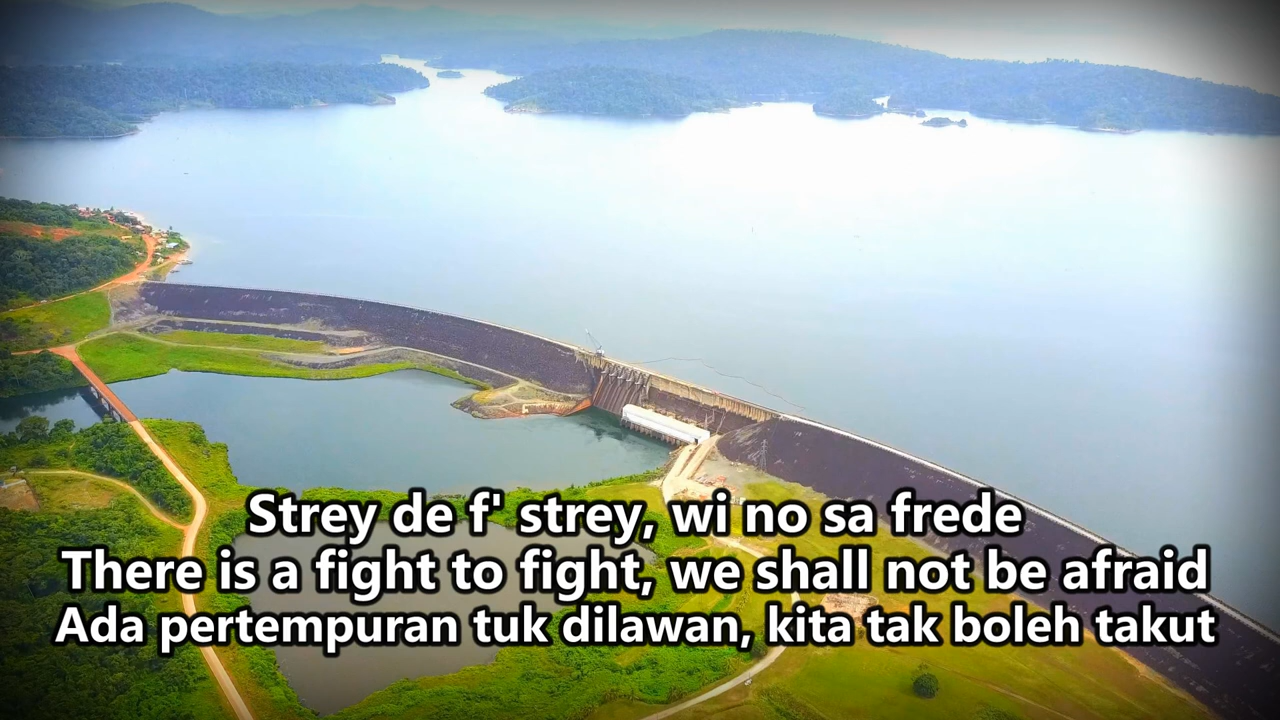 Strey de f' strey, wi no sa frede
There is a fight to fight, we shall not be afraid
Ada pertempuran tuk dilawan, kita tak boleh takut